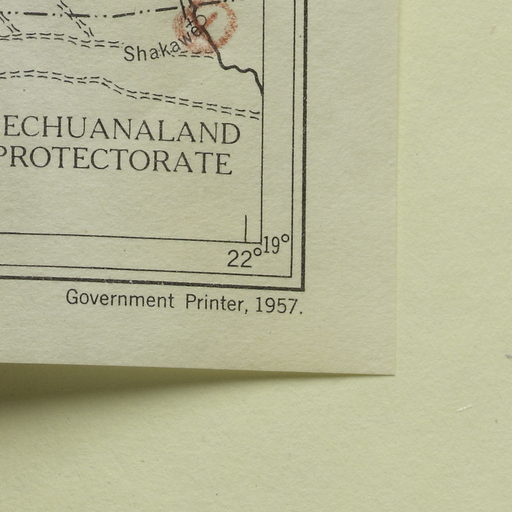 Shakawe
ECHUANALAND
PROTECTORATE
22° 19°
Government Printer, 1957.